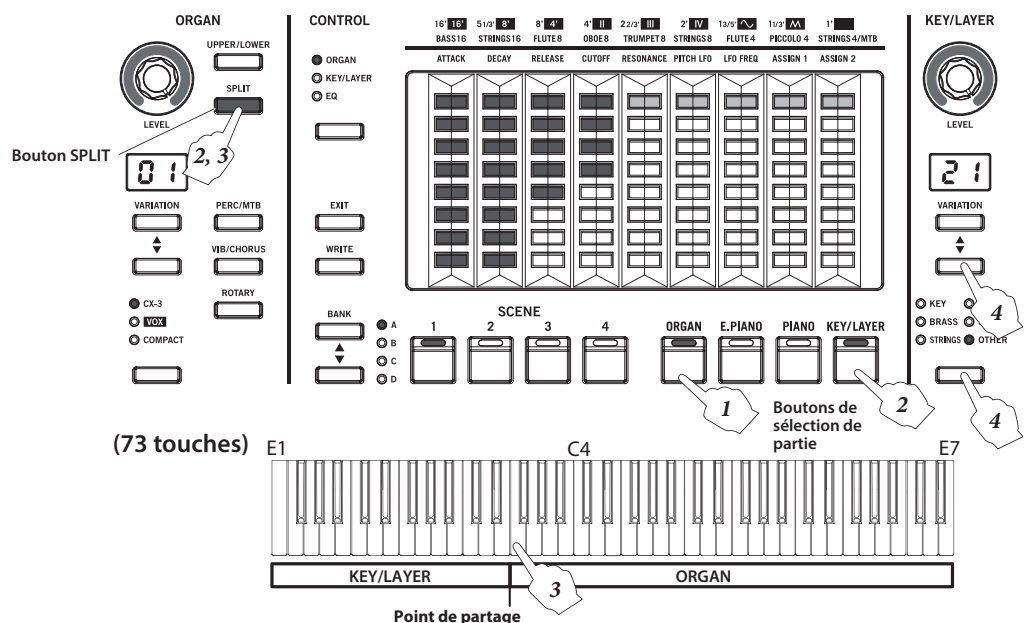 ORGAN
CONTROL
KEY/LAYER
UPPER/LOWER
SPLIT
LEVEL
Bouton SPLIT
2, 3
01
VARIATION
PERC/MTB
VIB/CHORUS
ROTARY
CX-3
VOX
COMPACT
ORGAN
KEY/LAYER
EQ
EXIT
WRITE
BANK
A
B
C
D
16' 16' 5 1/3' 8' 8' 4' 4' II 2 2/3' III 2' IV 1 3/5' 1 1/3' 1'
BASS16 STRINGS16 FLUTE8 OBOE8 TRUMPET8 STRINGS8 FLUTE4 PICCOLO 4 STRINGS4/MTB
ATTACK DECAY RELEASE CUTOFF RESONANCE PITCH LFO LFO FREQ ASSIGN 1 ASSIGN 2
SCENE
1 2 3 4
ORGAN E.PIANO PIANO KEY/LAYER
1
Boutons de
sélection de
partie
2
LEVEL
21
VARIATION
4
KEY
BRASS
STRINGS OTHER
4
(73 touches)
E1 C4 E7
3
KEY/LAYER ORGAN
Point de partage